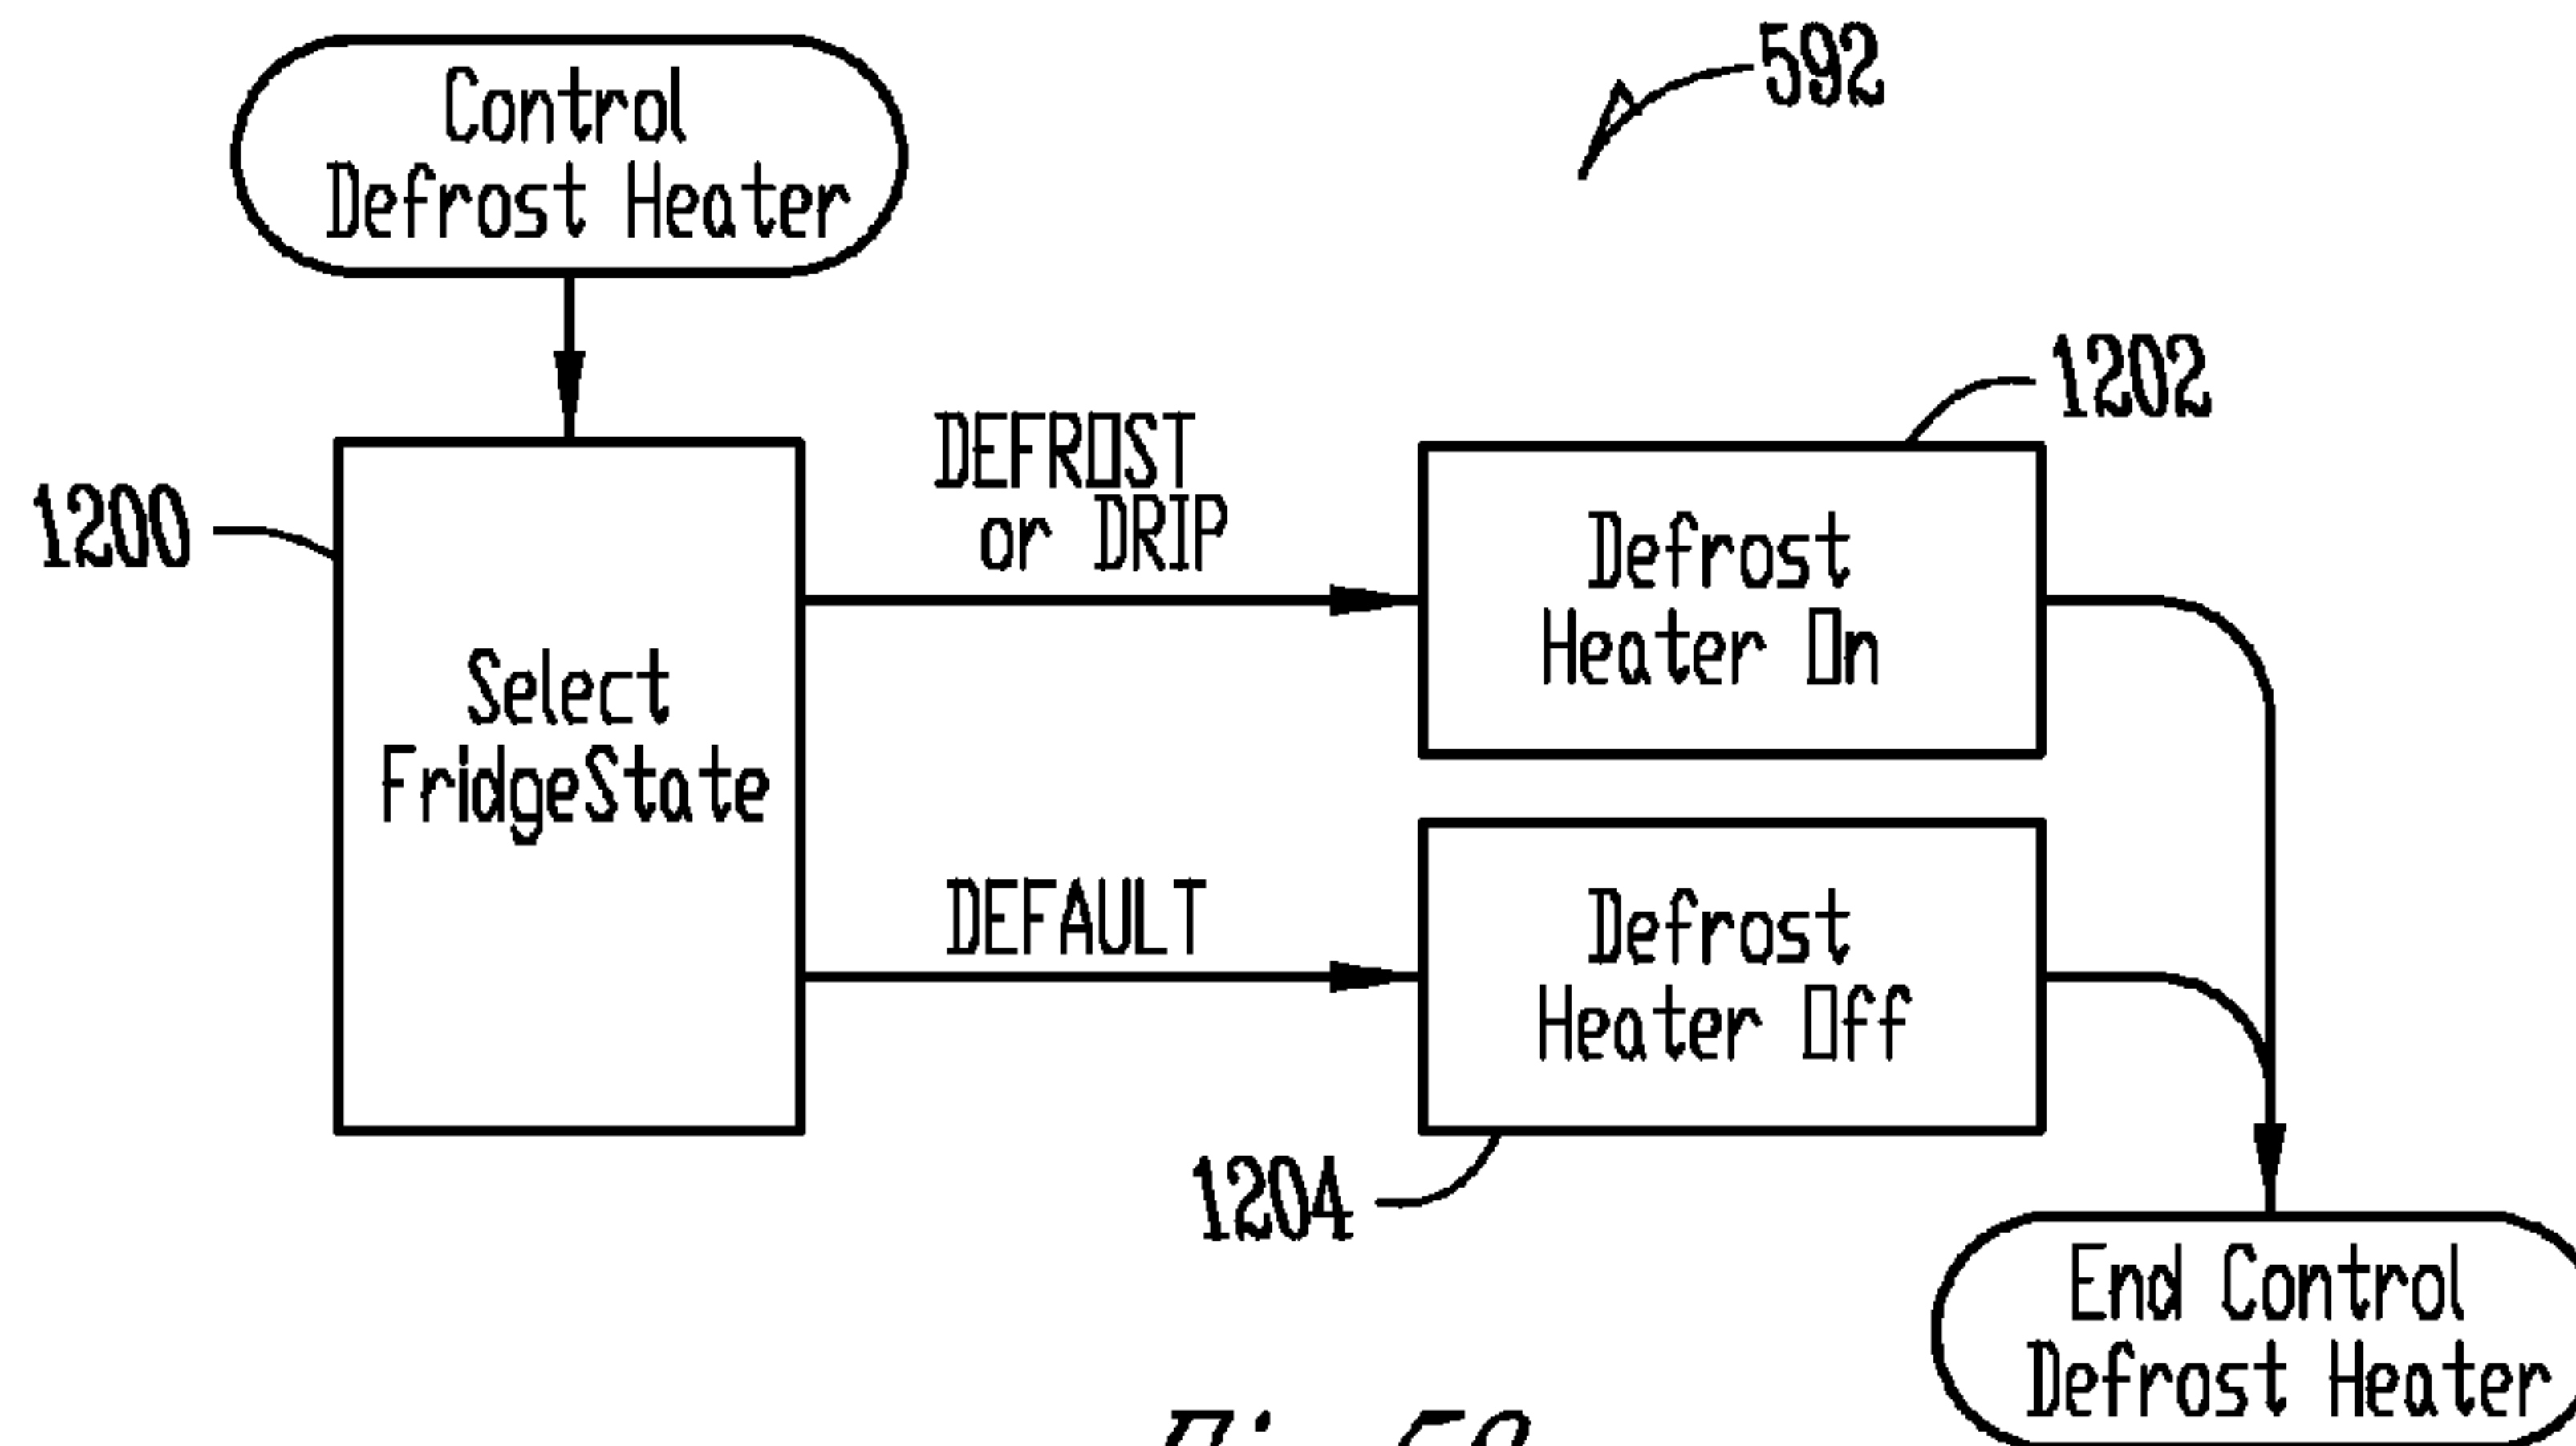 Control
Defrost Heater
592
1200
Select
FridgeState
DEFROST
or DRIP
1202
Defrost
Heater On
DEFAULT
Defrost
Heater Off
1204
End Control
Defrost Heater